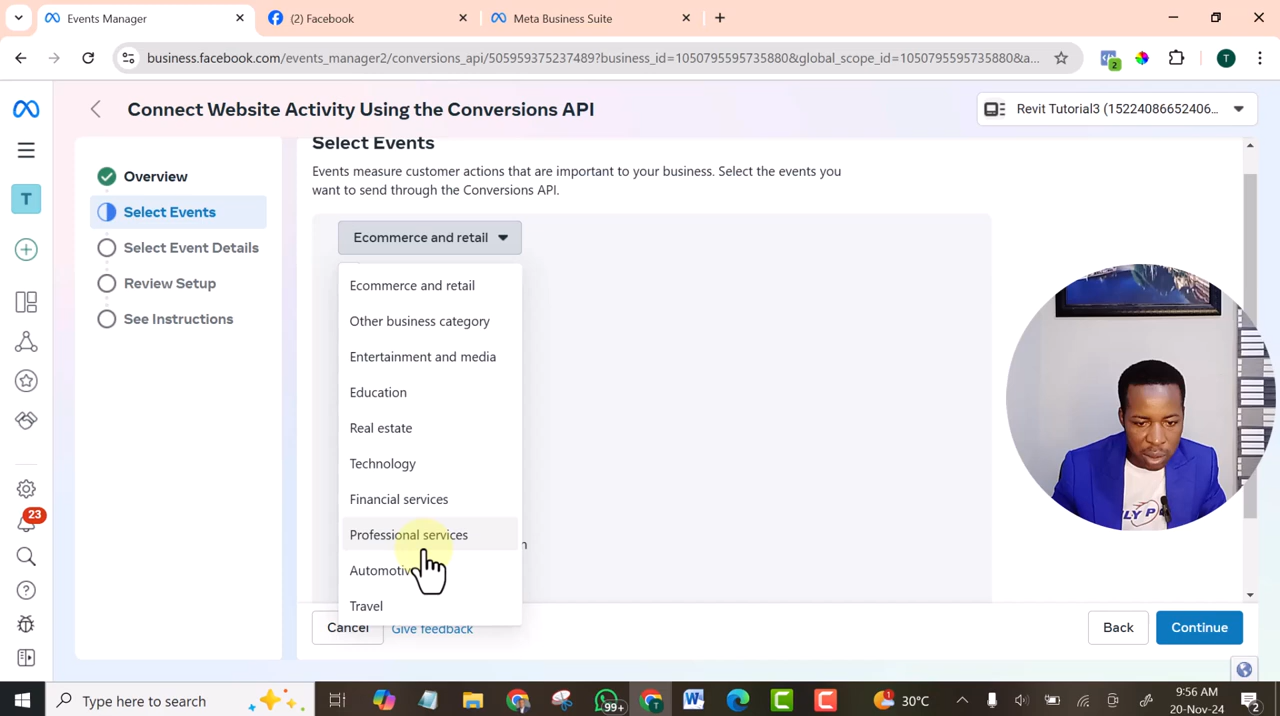 Events Manager
(2) Facebook
Meta Business Suite
business.facebook.com/events_manager2/conversions_api/505959375237489?business_id=1050795595735880&global_scope_id=1050795595735880&a...
2
T
Connect Website Activity Using the Conversions API
Revit Tutorial3 (15224086652406...
T
Overview
Select Events
Select Event Details
Review Setup
See Instructions
Select Events
Events measure customer actions that are important to your business. Select the events you
want to send through the Conversions API.
Ecommerce and retail
Ecommerce and retail
Other business category
Entertainment and media
Education
Real estate
Technology
Financial services
Professional services
Travel
Cancel
Give feedback
Back
Continue
23
Type here to search
99+
1
30°C
9:56 AM
20-Nov-24
2